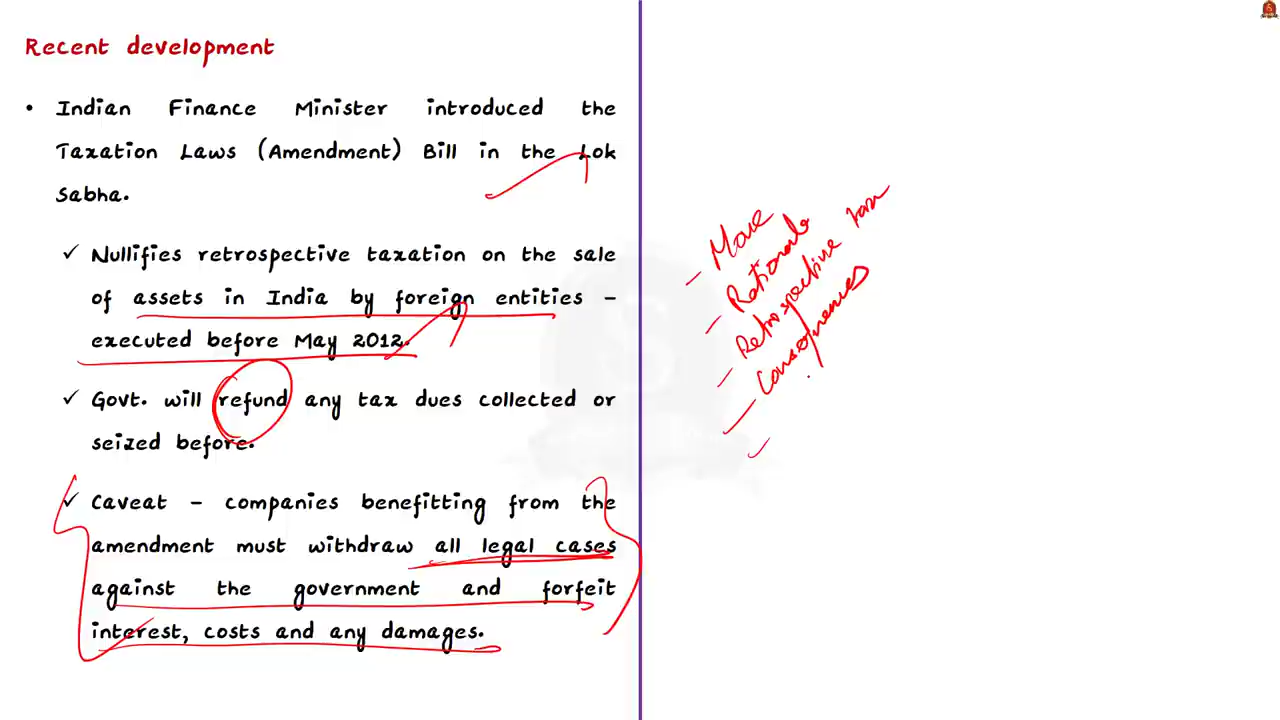 Recent development
• Indian Finance Minister introduced the
Taxation Laws (Amendment) Bill in the Lok
Sabha.
✓ Nullifies retrospective taxation on the sale
of assets in India by foreign entities –
executed before May 2012.
✓ Govt. will refund any tax dues collected or
seized before.
✓ Caveat – companies benefitting from the
amendment must withdraw all legal cases
against the government and forfeit
interest, costs and any damages.
- Move
- Rationale
- Retrospective taxn
- Consequences